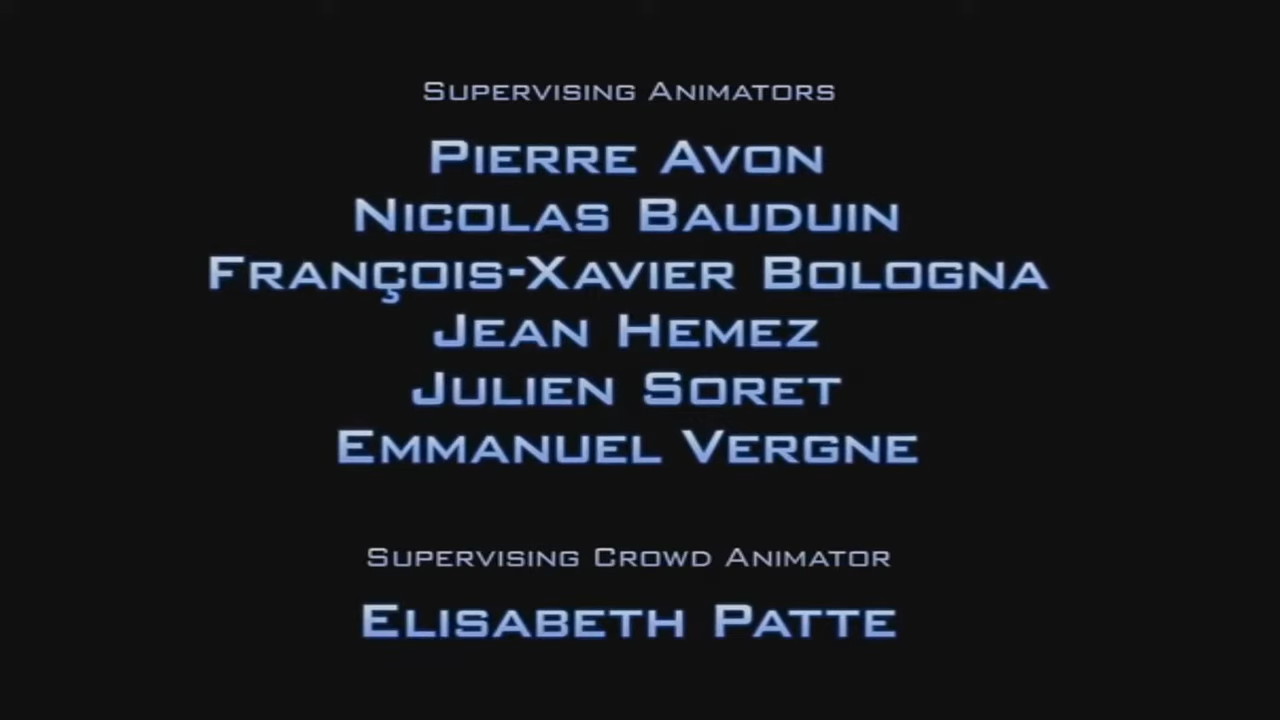 Supervising Animators
Pierre Avon
Nicolas Bauduin
François-Xavier Bologna
Jean Hemez
Julien Soret
Emmanuel Vergne
Supervising Crowd Animator
Elisabeth Patte